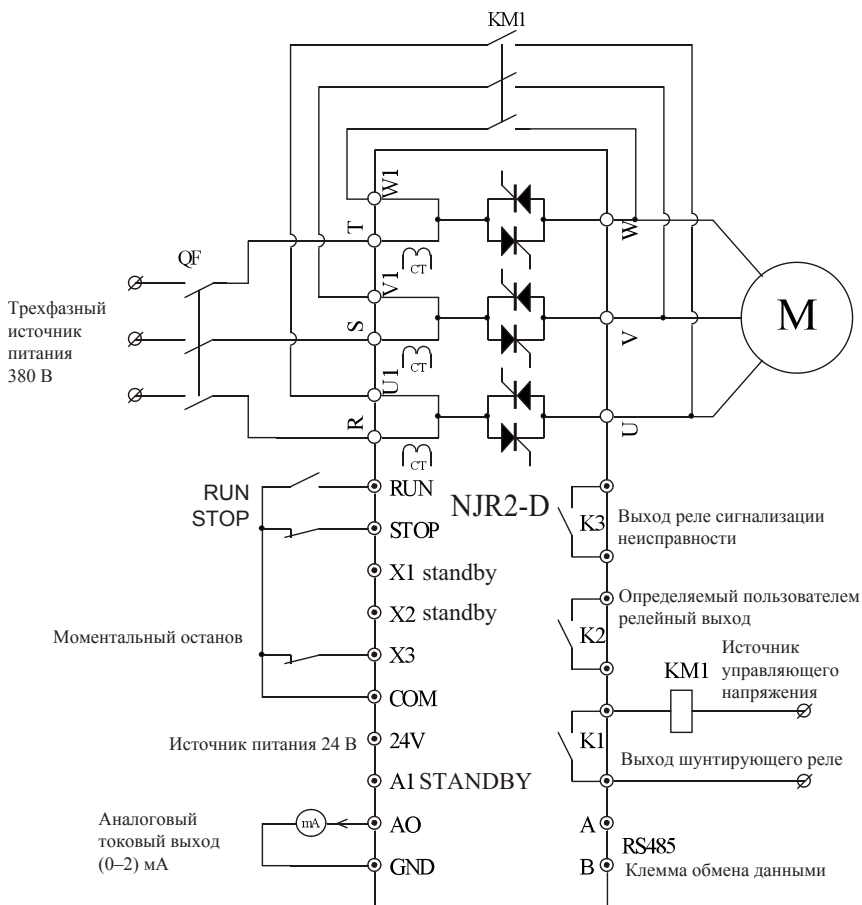 KM1
W1
T
QF
CT
V1
Трехфазный
источник
питания
380 В
S
CT
U1
R
CT
W
V
U
M
RUN
STOP
RUN
STOP
NJR2-D
K3
Выход реле сигнализации
неисправности
X1 standby
X2 standby
Определяемый пользователем
релейный выход
K2
Моментальный останов
X3
COM
Источник
управляющего
напряжения
KM1
Источник питания 24 В
24V
K1
Выход шунтирующего реле
A1 STANDBY
Аналоговый
токовый выход
(0–2) мА
mA
AO
GND
A
RS485
B
Клемма обмена данными